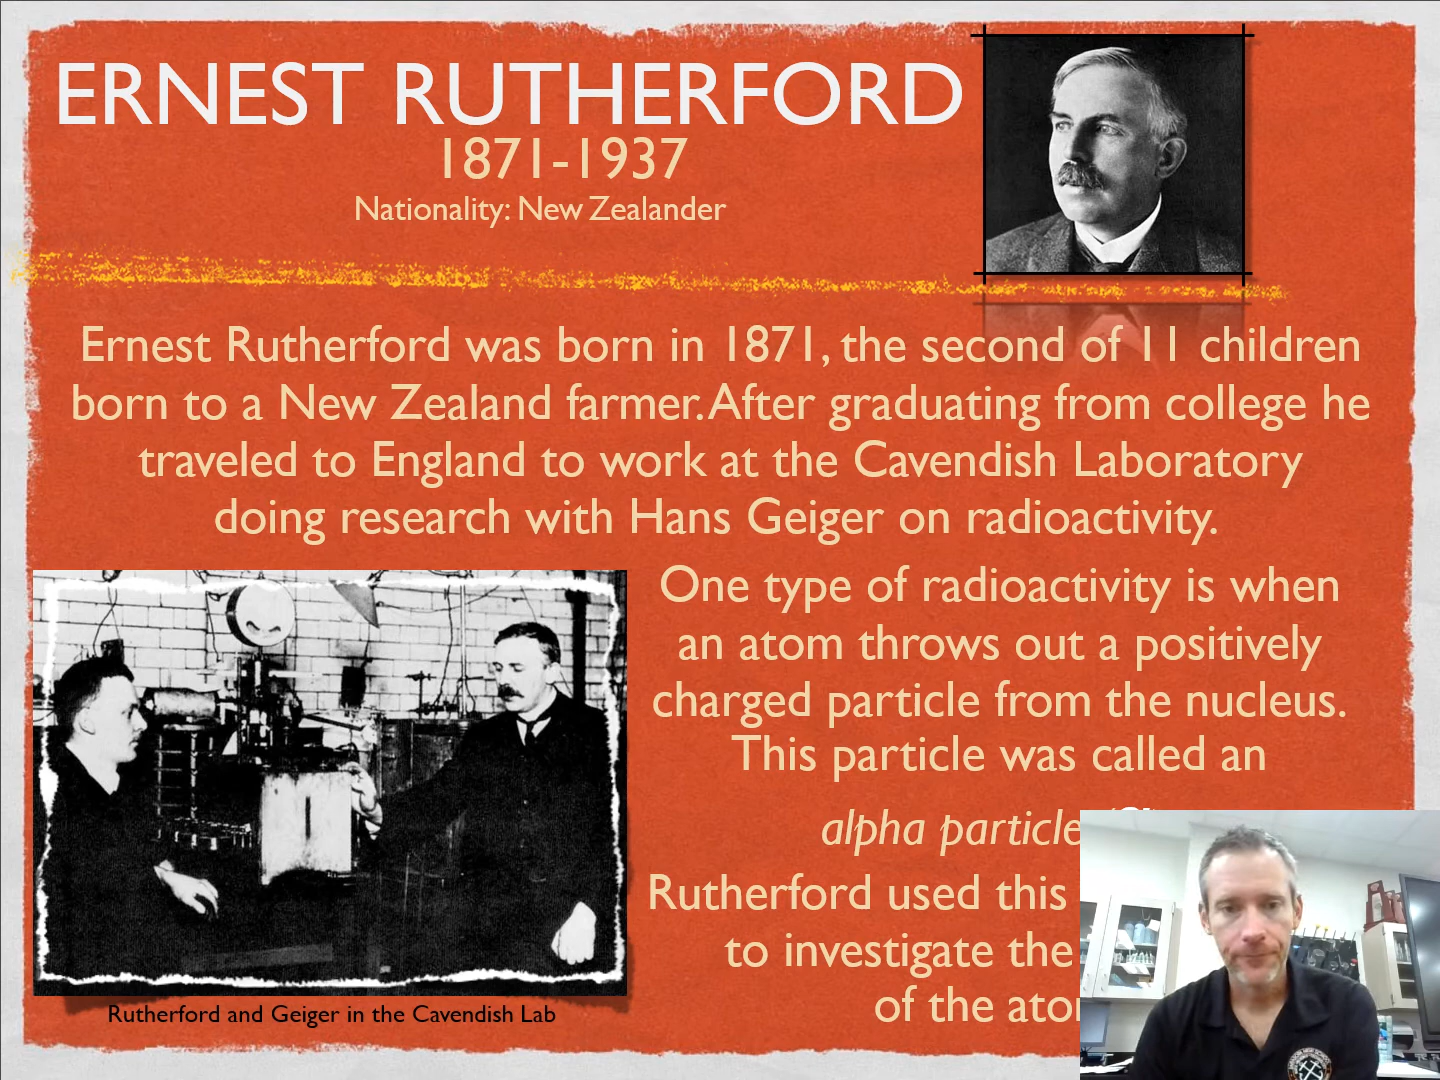 ERNEST RUTHERFORD
1871-1937
Nationality: New Zealander
Ernest Rutherford was born in 1871, the second of 11 children
born to a New Zealand farmer. After graduating from college he
traveled to England to work at the Cavendish Laboratory
doing research with Hans Geiger on radioactivity.
One type of radioactivity is when
an atom throws out a positively
charged particle from the nucleus.
This particle was called an
alpha particle
Rutherford used this
to investigate the
of the
Rutherford and Geiger in the Cavendish Lab